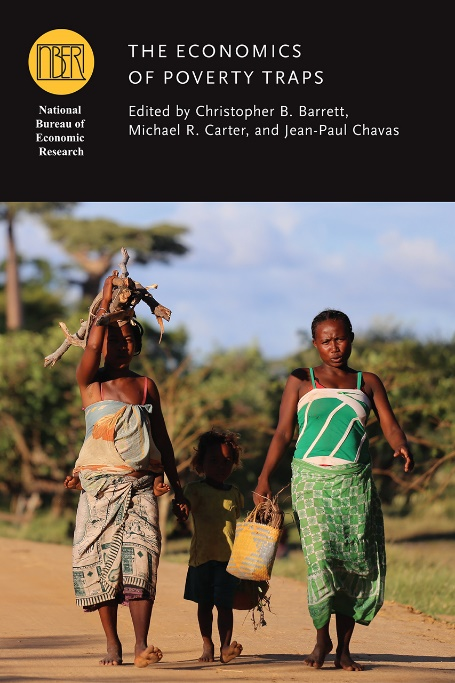 NBER
National
Bureau of
Economic
Research
THE ECONOMICS
OF POVERTY TRAPS
Edited by Christopher B. Barrett,
Michael R. Carter, and Jean-Paul Chavas